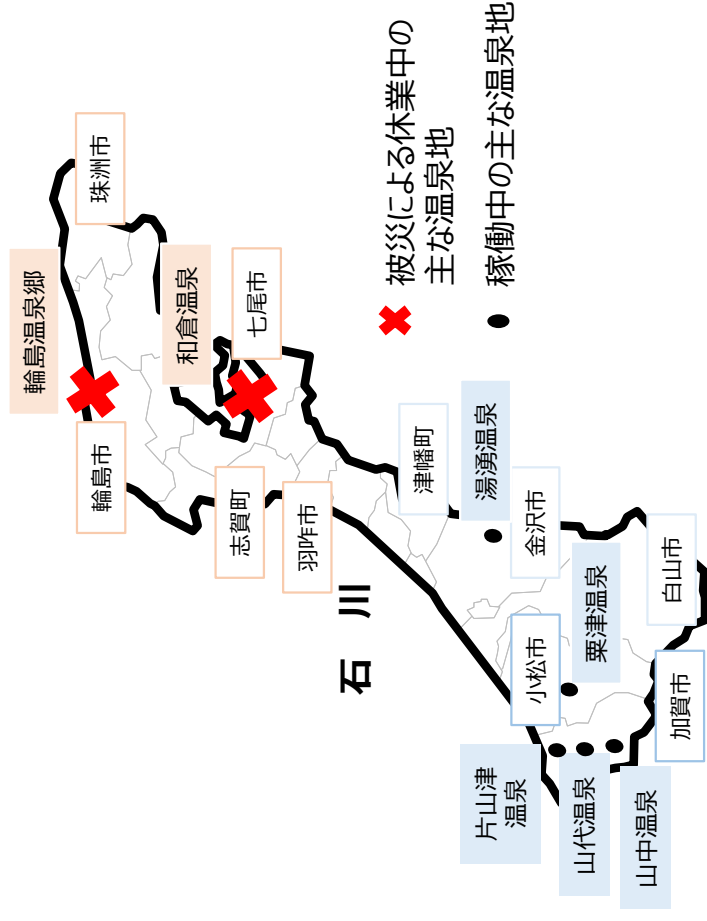 輪島温泉郷
珠洲市
和倉温泉
七尾市
輪島市
志賀町
羽咋市
石 川
被災による休業中の
主な温泉地
稼働中の主な温泉地
津幡町
湯涌温泉
金沢市
小松市
粟津温泉
白山市
片山津
温泉
山代温泉
山中温泉
加賀市